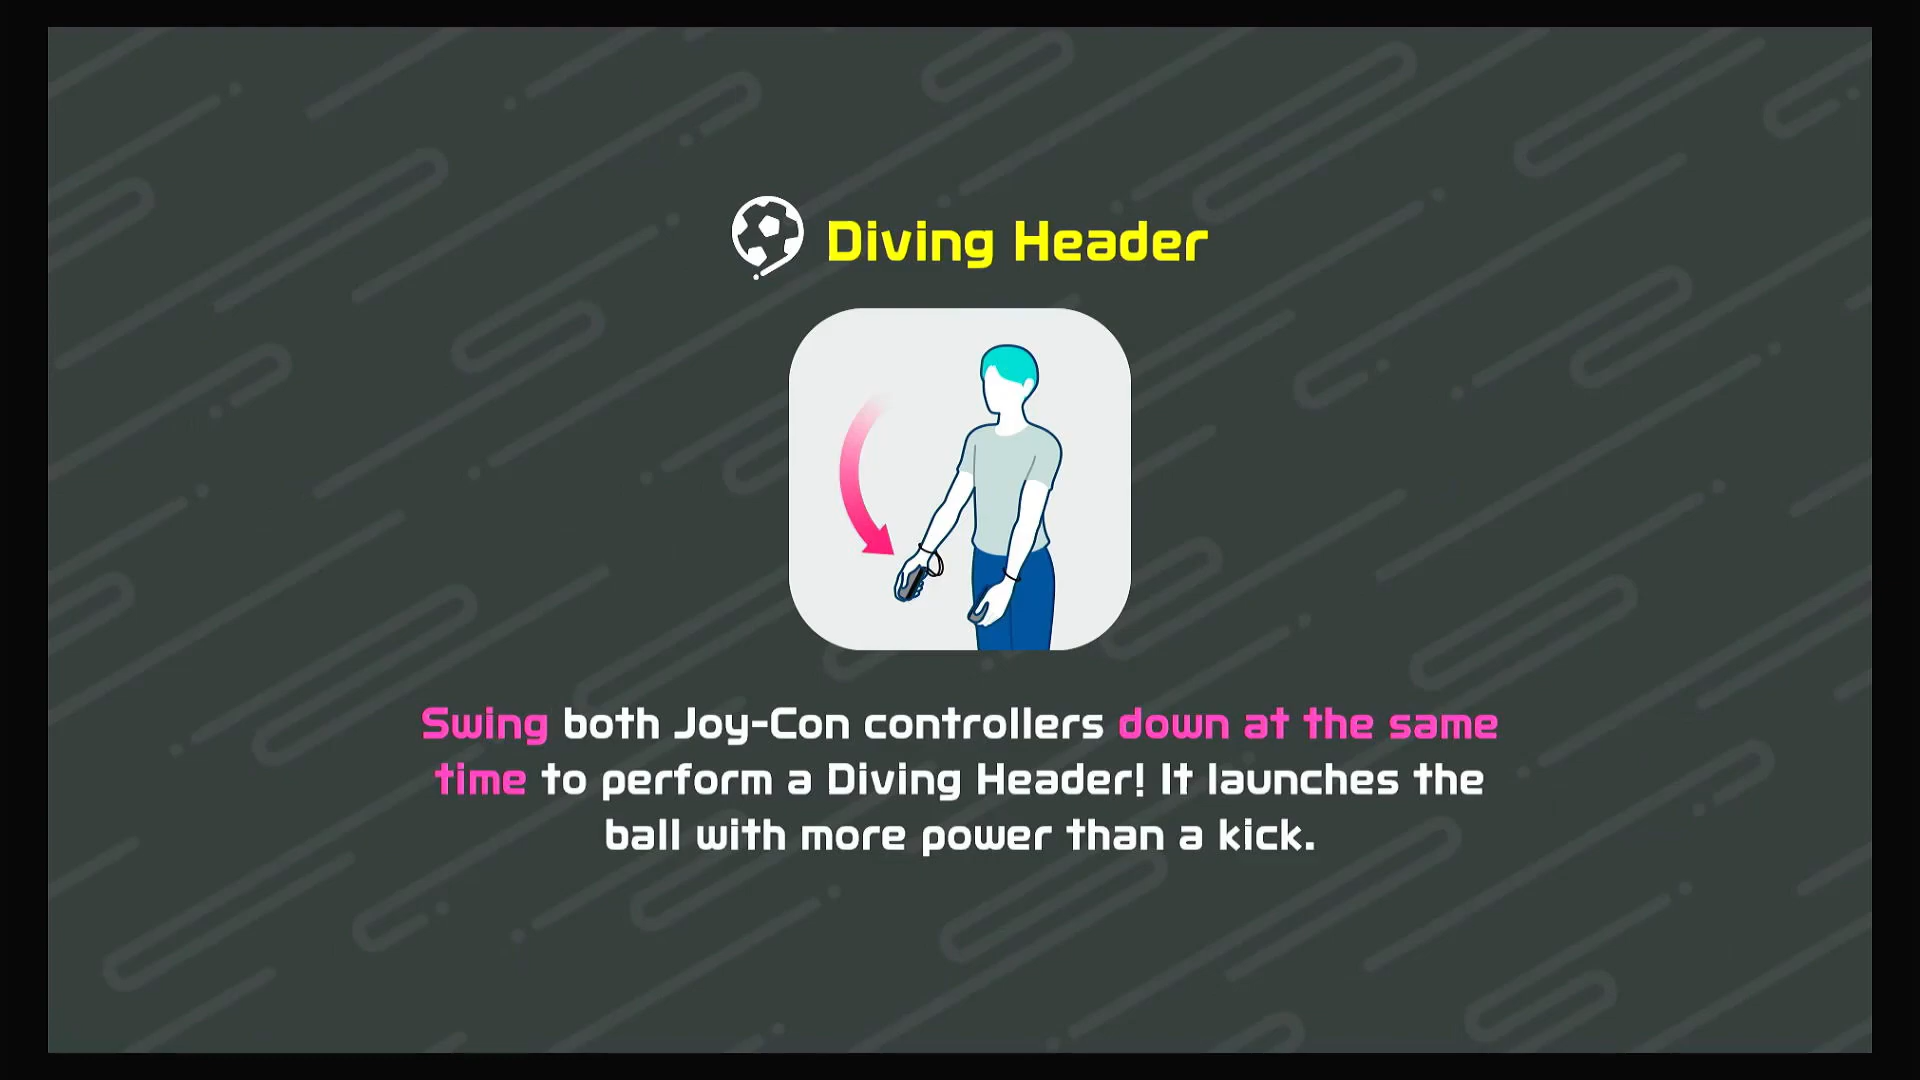 Diving Header
Swing both Joy-Con controllers down at the same
time to perform a Diving Header! It launches the
ball with more power than a kick.